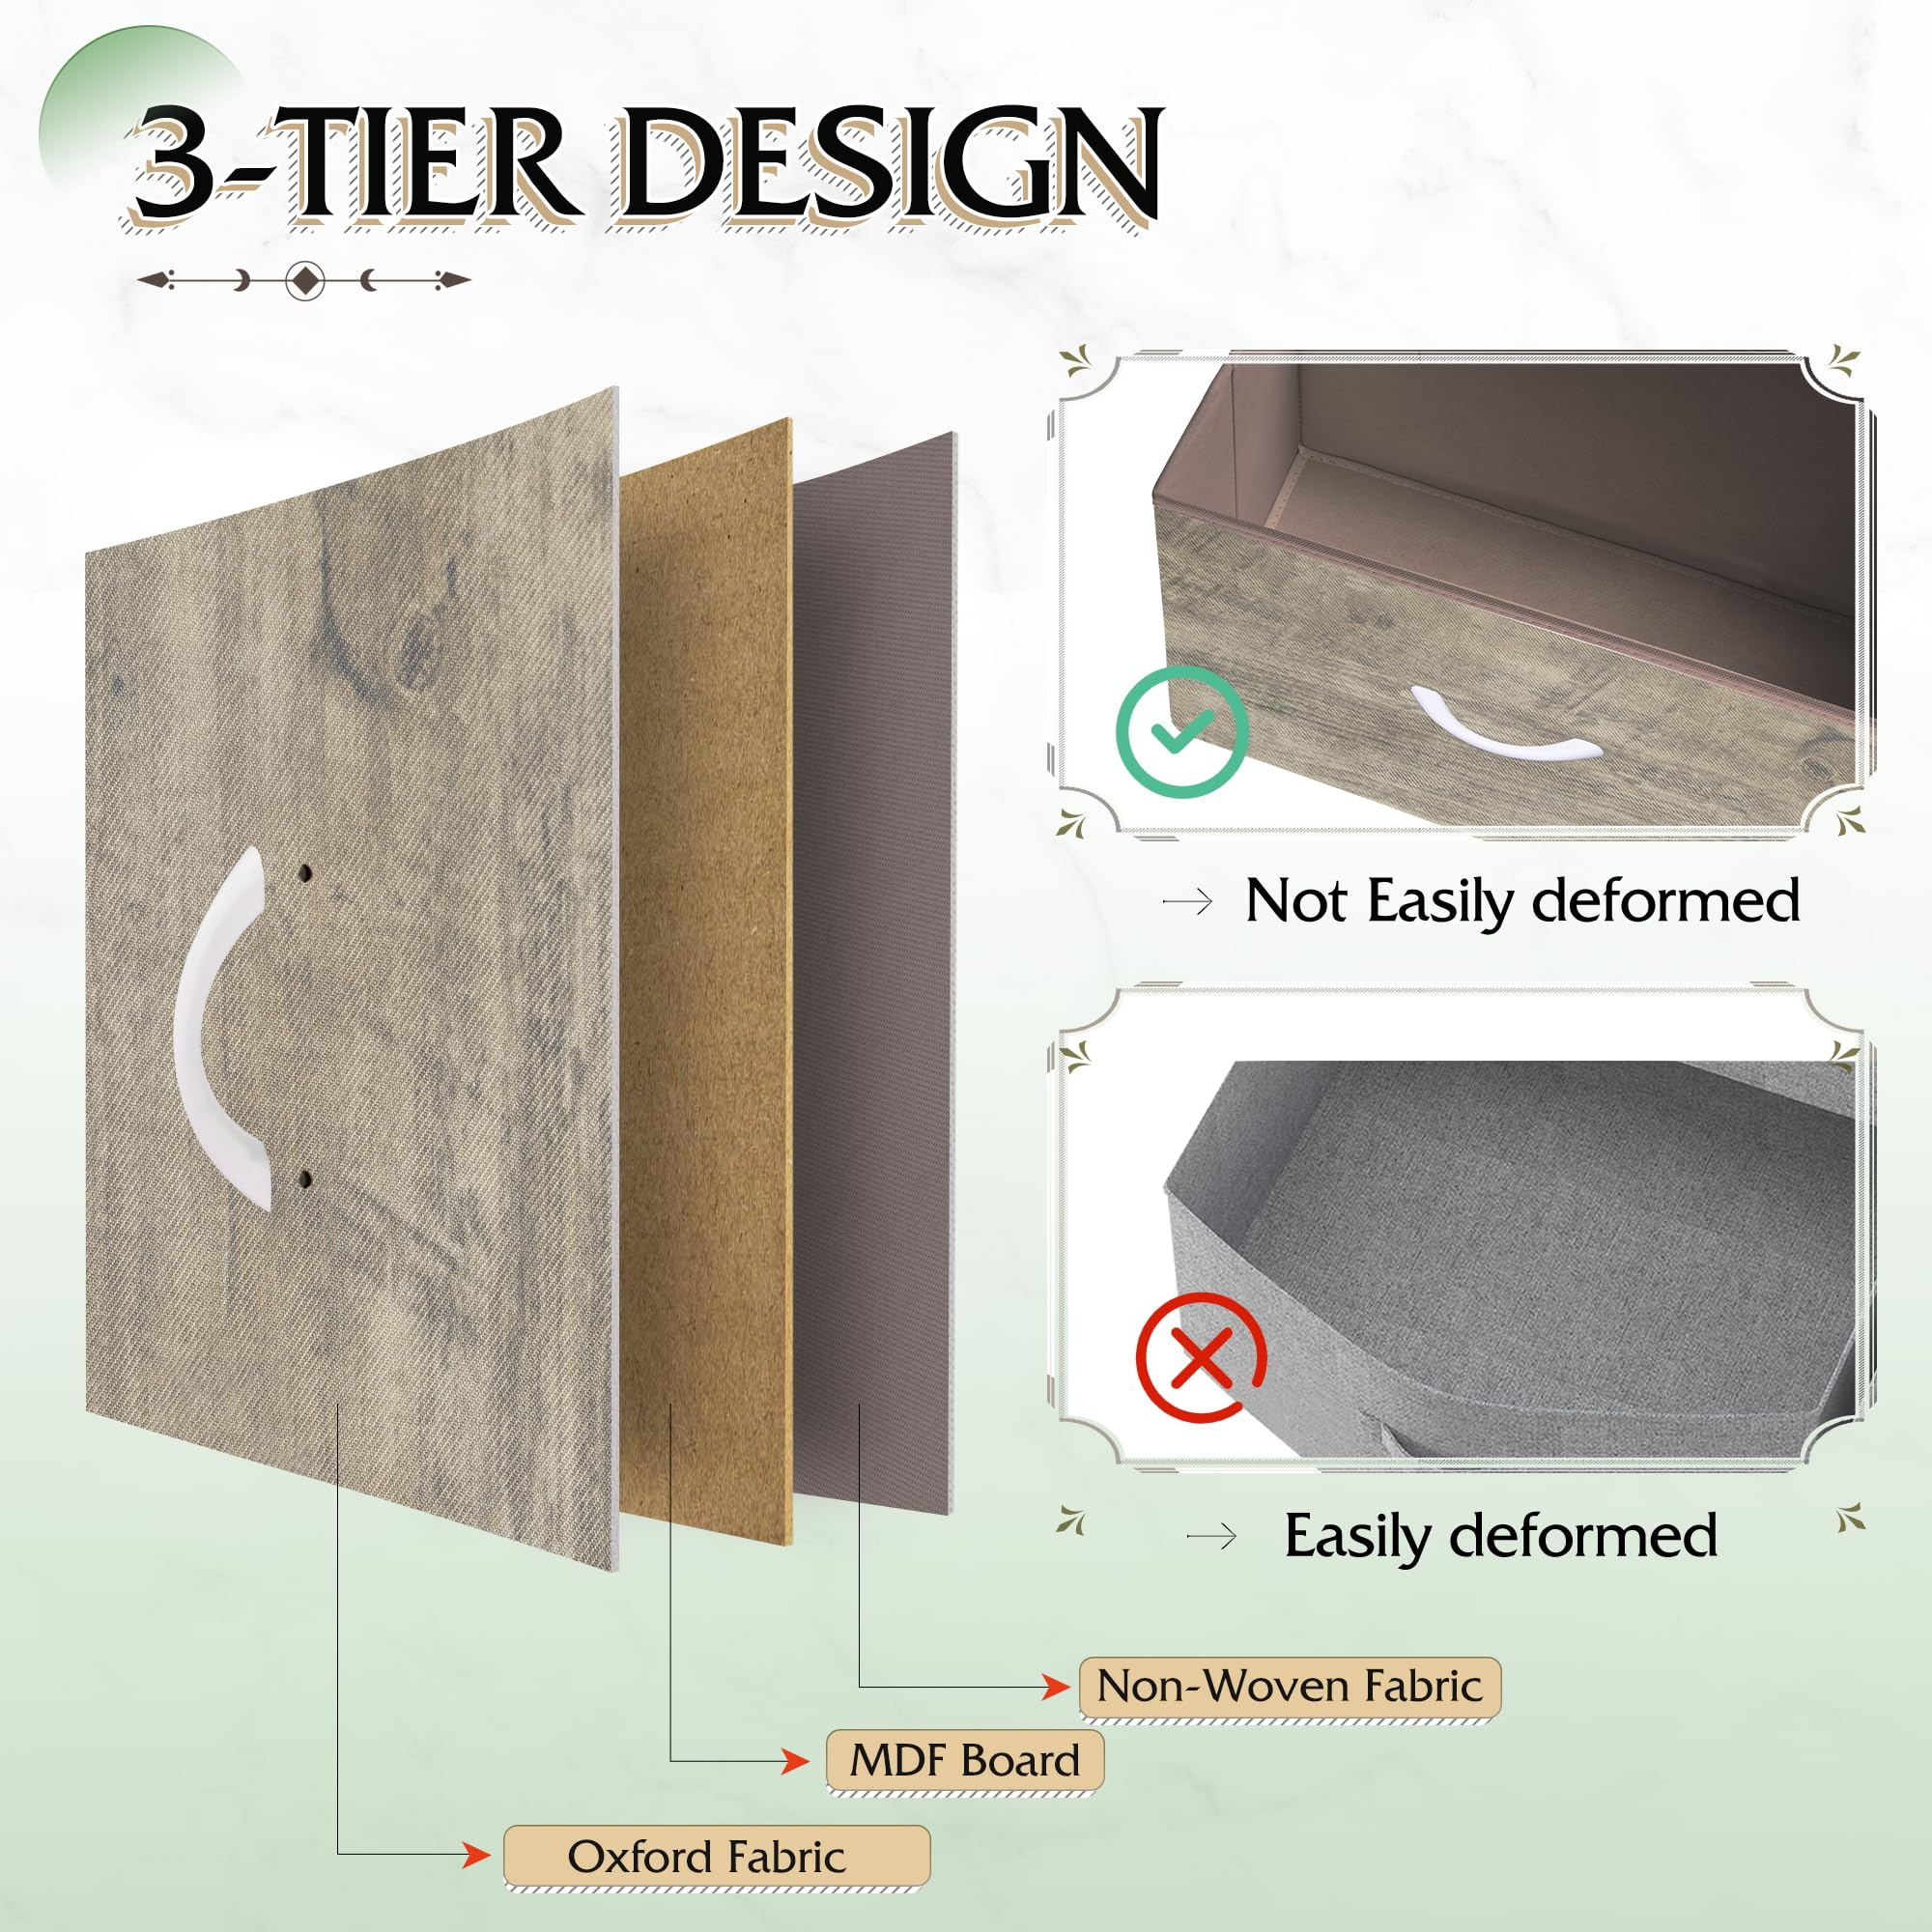 3-TIER DESIGN
Not Easily deformed
Easily deformed
Non-Woven Fabric
MDF Board
Oxford Fabric